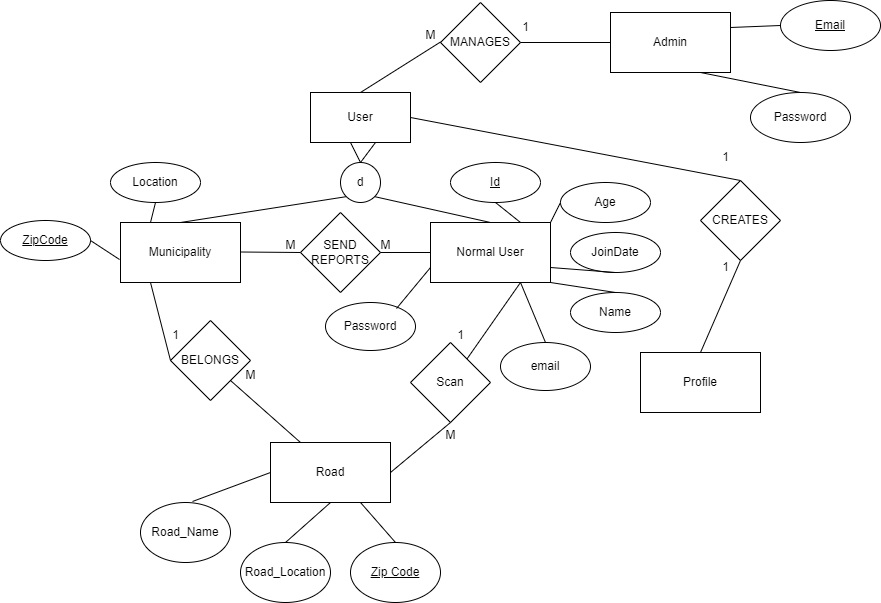 Email
M
1
MANAGES
Admin
User
Password
1
Location
d
Id
Age
CREATES
ZipCode
Municipality
M
SEND
REPORTS
M
Normal User
JoinDate
1
Name
Password
1
1
BELONGS
M
Scan
email
Profile
M
Road
Road_Name
Road_Location
Zip Code